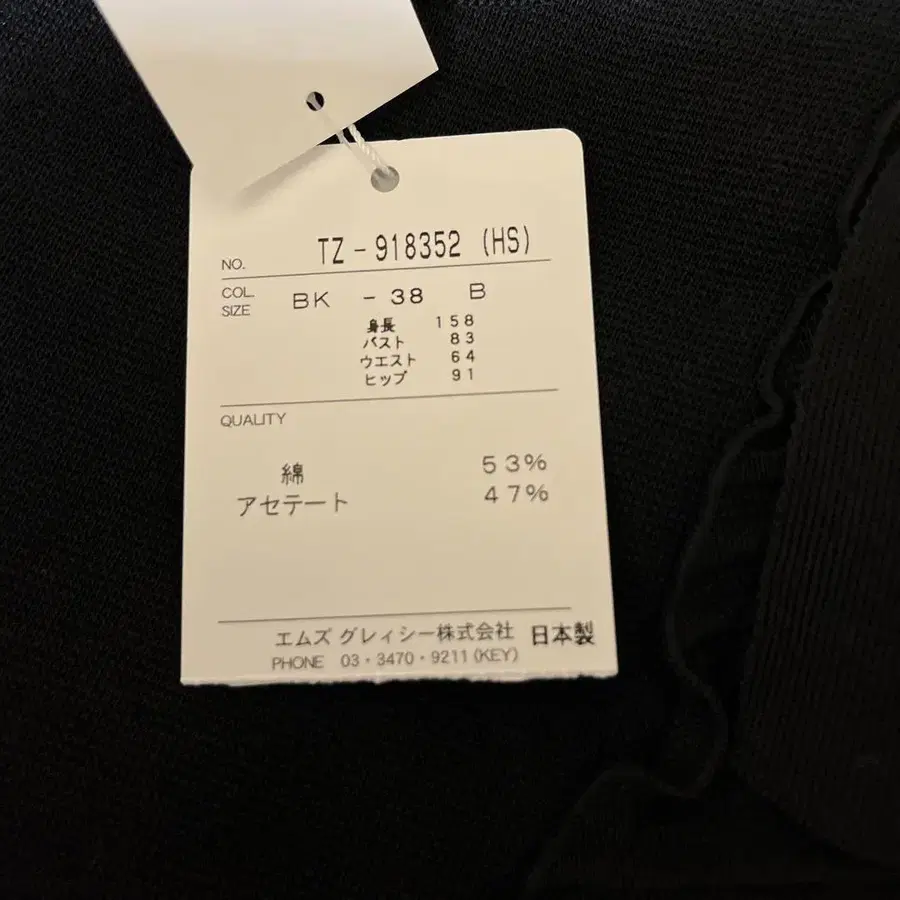 NO. TZ-918352 (HS)
COL. BK - 38 B
SIZE
身長 158
バスト 83
ウエスト 64
ヒップ 91
QUALITY
綿 53%
アセテート 47%
エムズ グレィシー株式会社 日本製
PHONE 03・3470・9211(KEY)